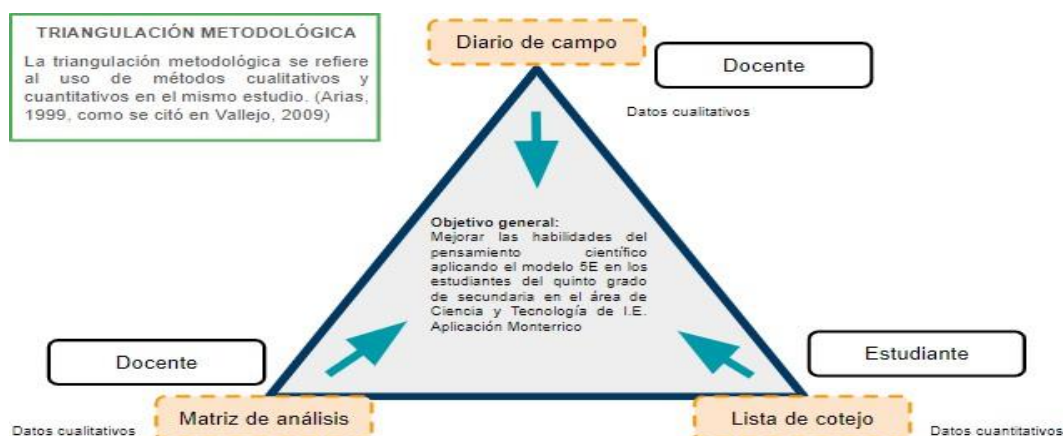 TRIANGULACIÓN METODOLÓGICA
La triangulación metodológica se refiere
al uso de métodos cualitativos y
cuantitativos en el mismo estudio. (Arias,
1999, como se citó en Vallejo, 2009)
Diario de campo
Docente
Datos cualitativos
Objetivo general:
Mejorar las habilidades del
pensamiento científico
aplicando el modelo 5E en los
estudiantes del quinto grado
de secundaria en el área de
Ciencia y Tecnología de I.E.
Aplicación Monterrico
Docente
Estudiante
Matriz de análisis
Lista de cotejo
Datos cualitativos
Datos cuantitativos